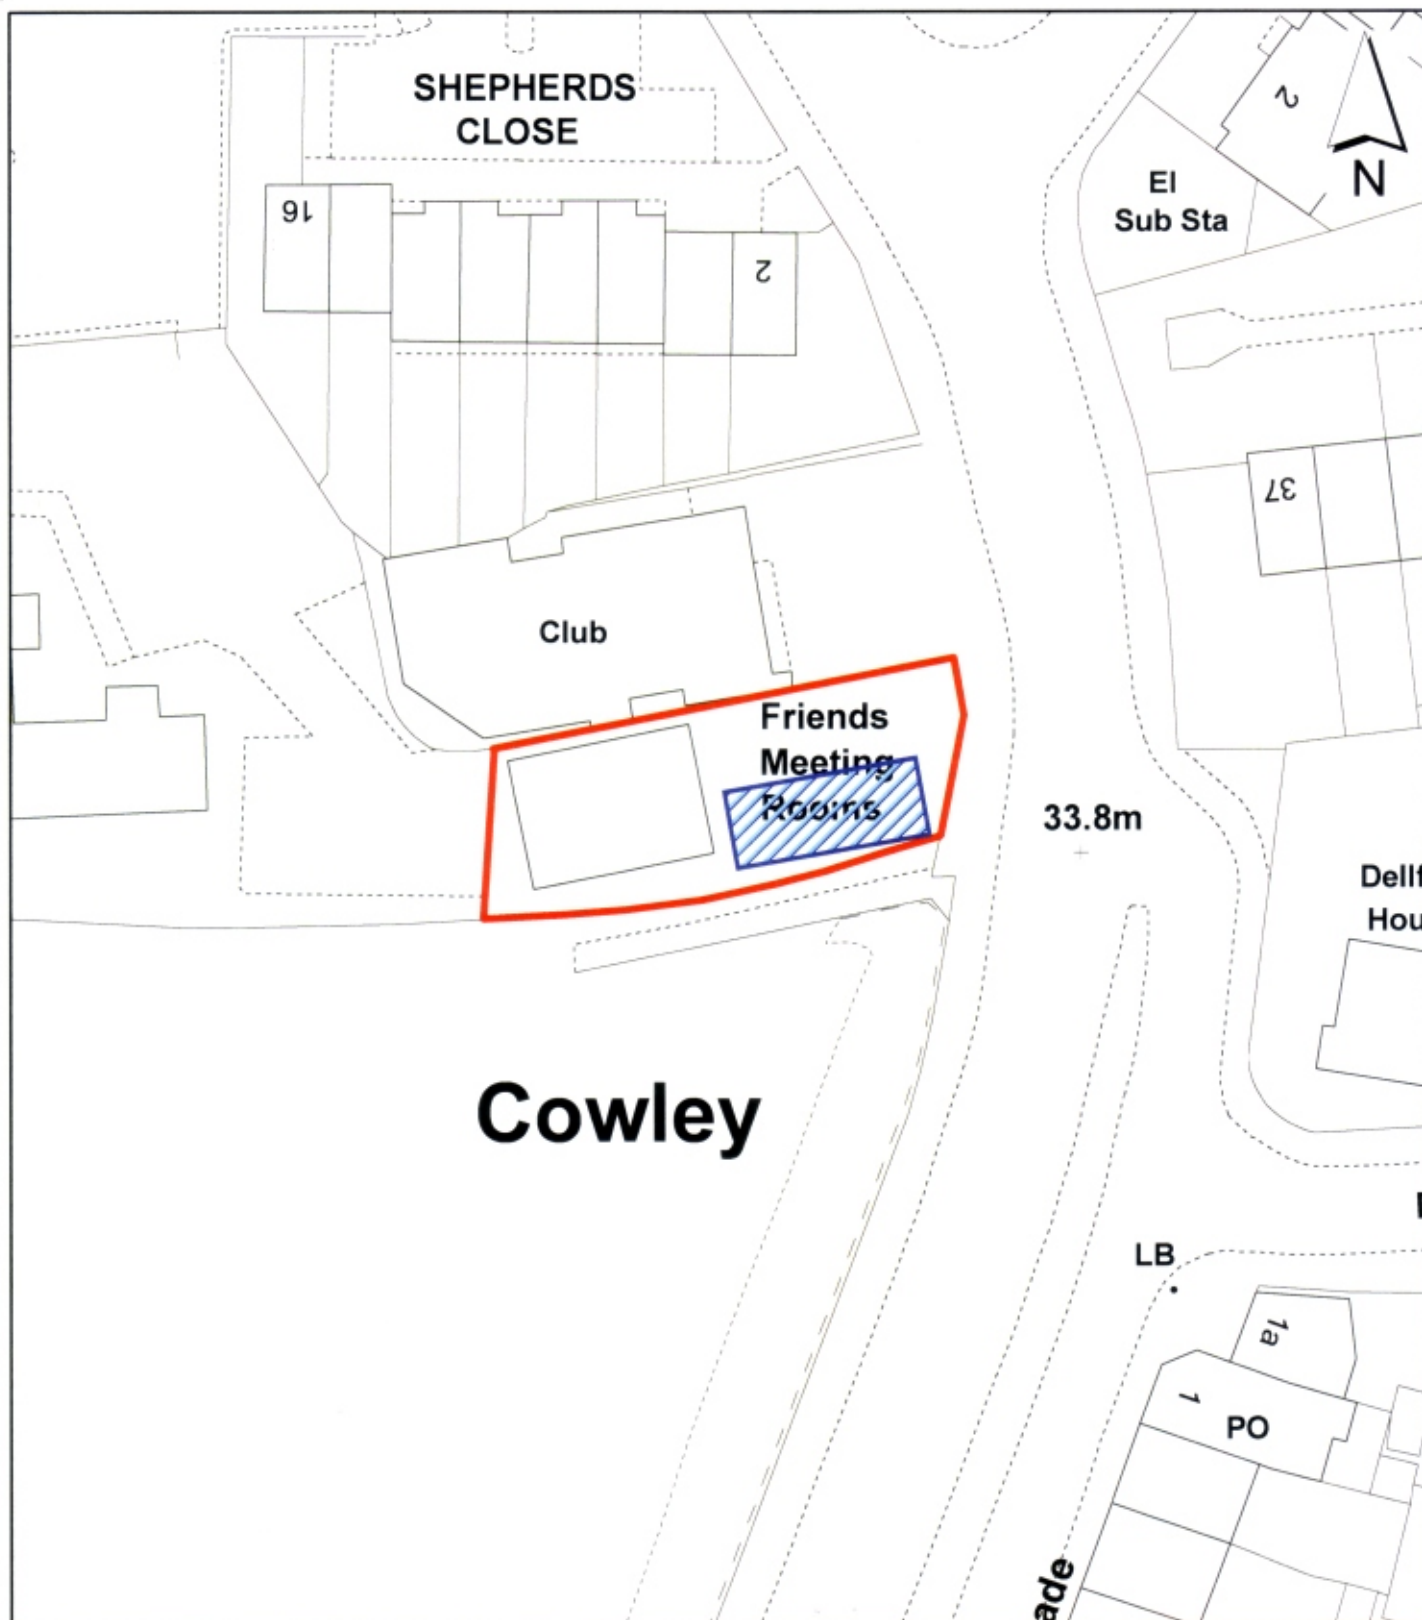 SHEPHERDS
CLOSE
16
2
2
N
El
Sub Sta
37
Club
Friends
Meeting
Rooms
33.8m
Cowley
LB
1a
1
PO